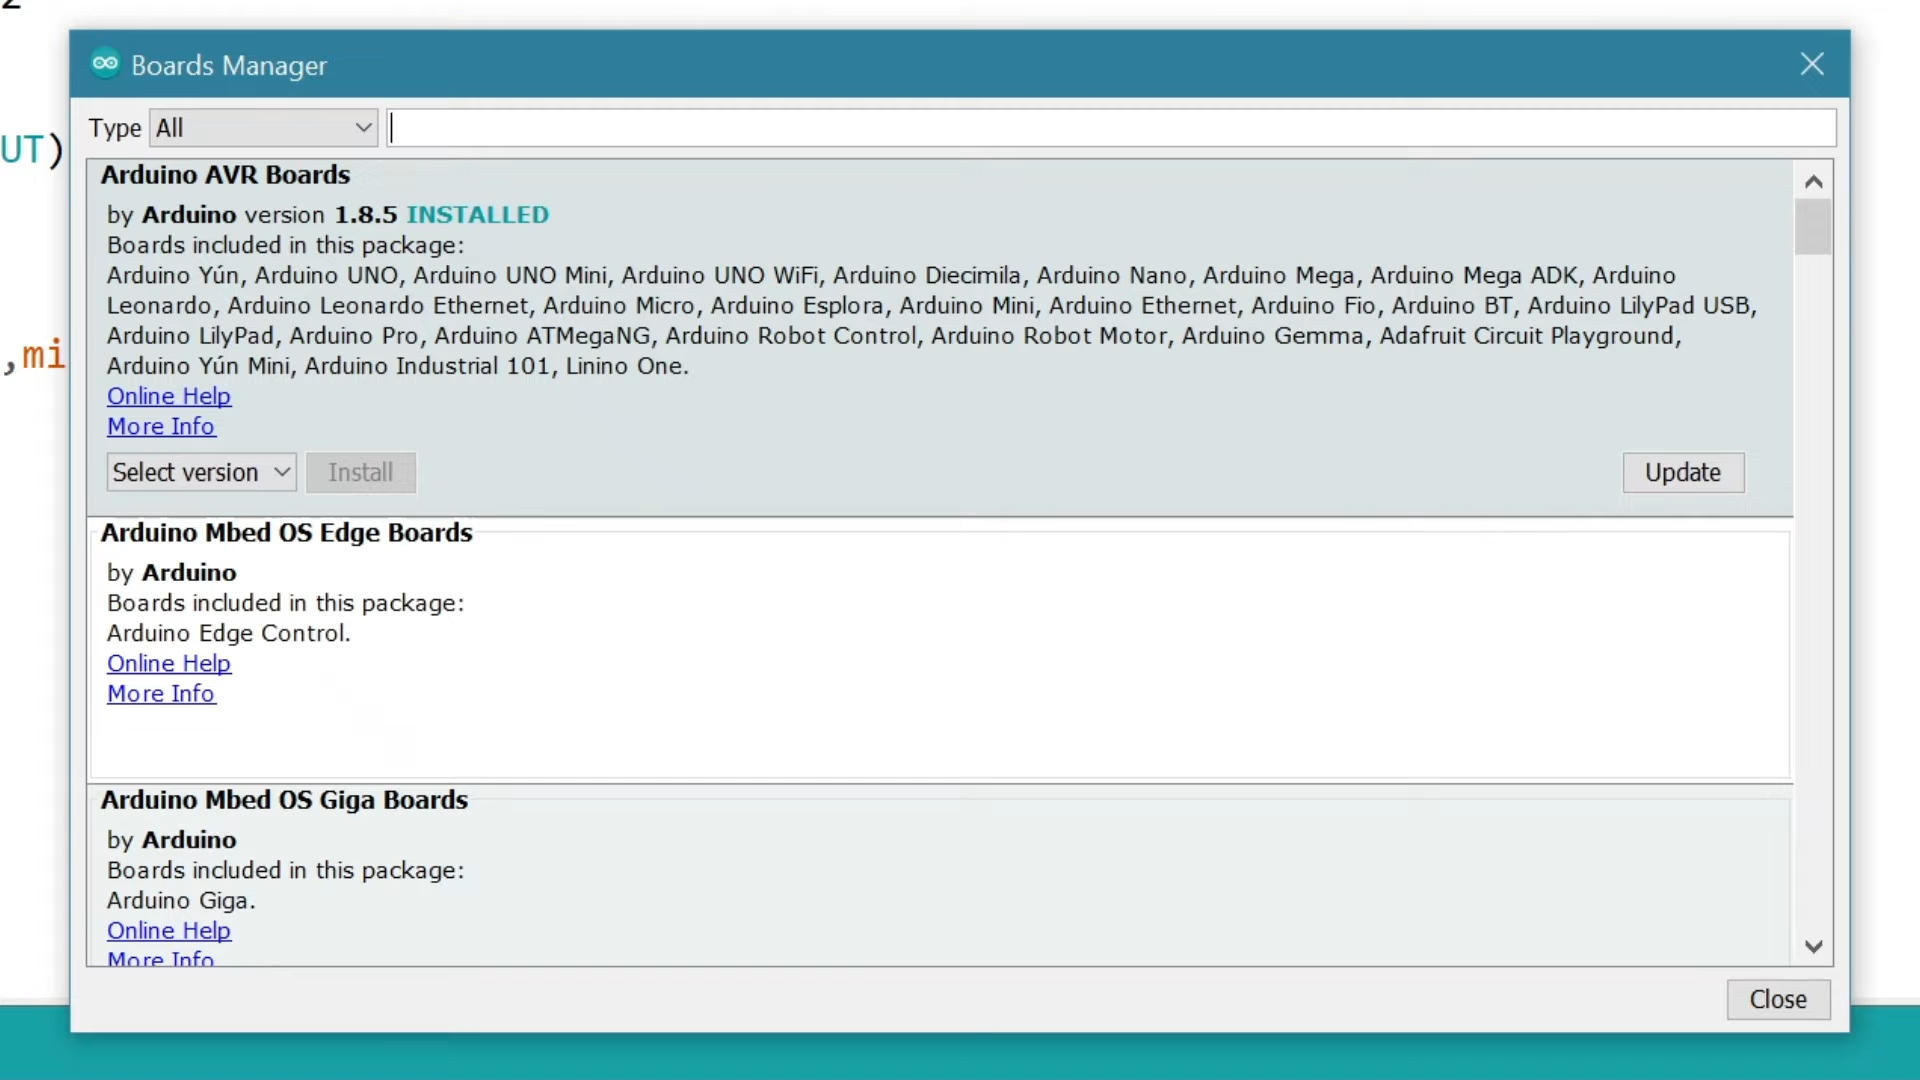 2
Boards Manager
Type All
UT)
Arduino AVR Boards
by Arduino version 1.8.5 INSTALLED
Boards included in this package:
Arduino Yún, Arduino UNO, Arduino UNO Mini, Arduino UNO WiFi, Arduino Diecimila, Arduino Nano, Arduino Mega, Arduino Mega ADK, Arduino
Leonardo, Arduino Leonardo Ethernet, Arduino Micro, Arduino Esplora, Arduino Mini, Arduino Ethernet, Arduino Fio, Arduino BT, Arduino LilyPad USB,
Arduino LilyPad, Arduino Pro, Arduino ATMegaNG, Arduino Robot Control, Arduino Robot Motor, Arduino Gemma, Adafruit Circuit Playground,
,mi
Arduino Yún Mini, Arduino Industrial 101, Linino One.
Online Help
More Info
Select version Install Update
Arduino Mbed OS Edge Boards
by Arduino
Boards included in this package:
Arduino Edge Control.
Online Help
More Info
Arduino Mbed OS Giga Boards
by Arduino
Boards included in this package:
Arduino Giga.
Online Help
More Info
Close